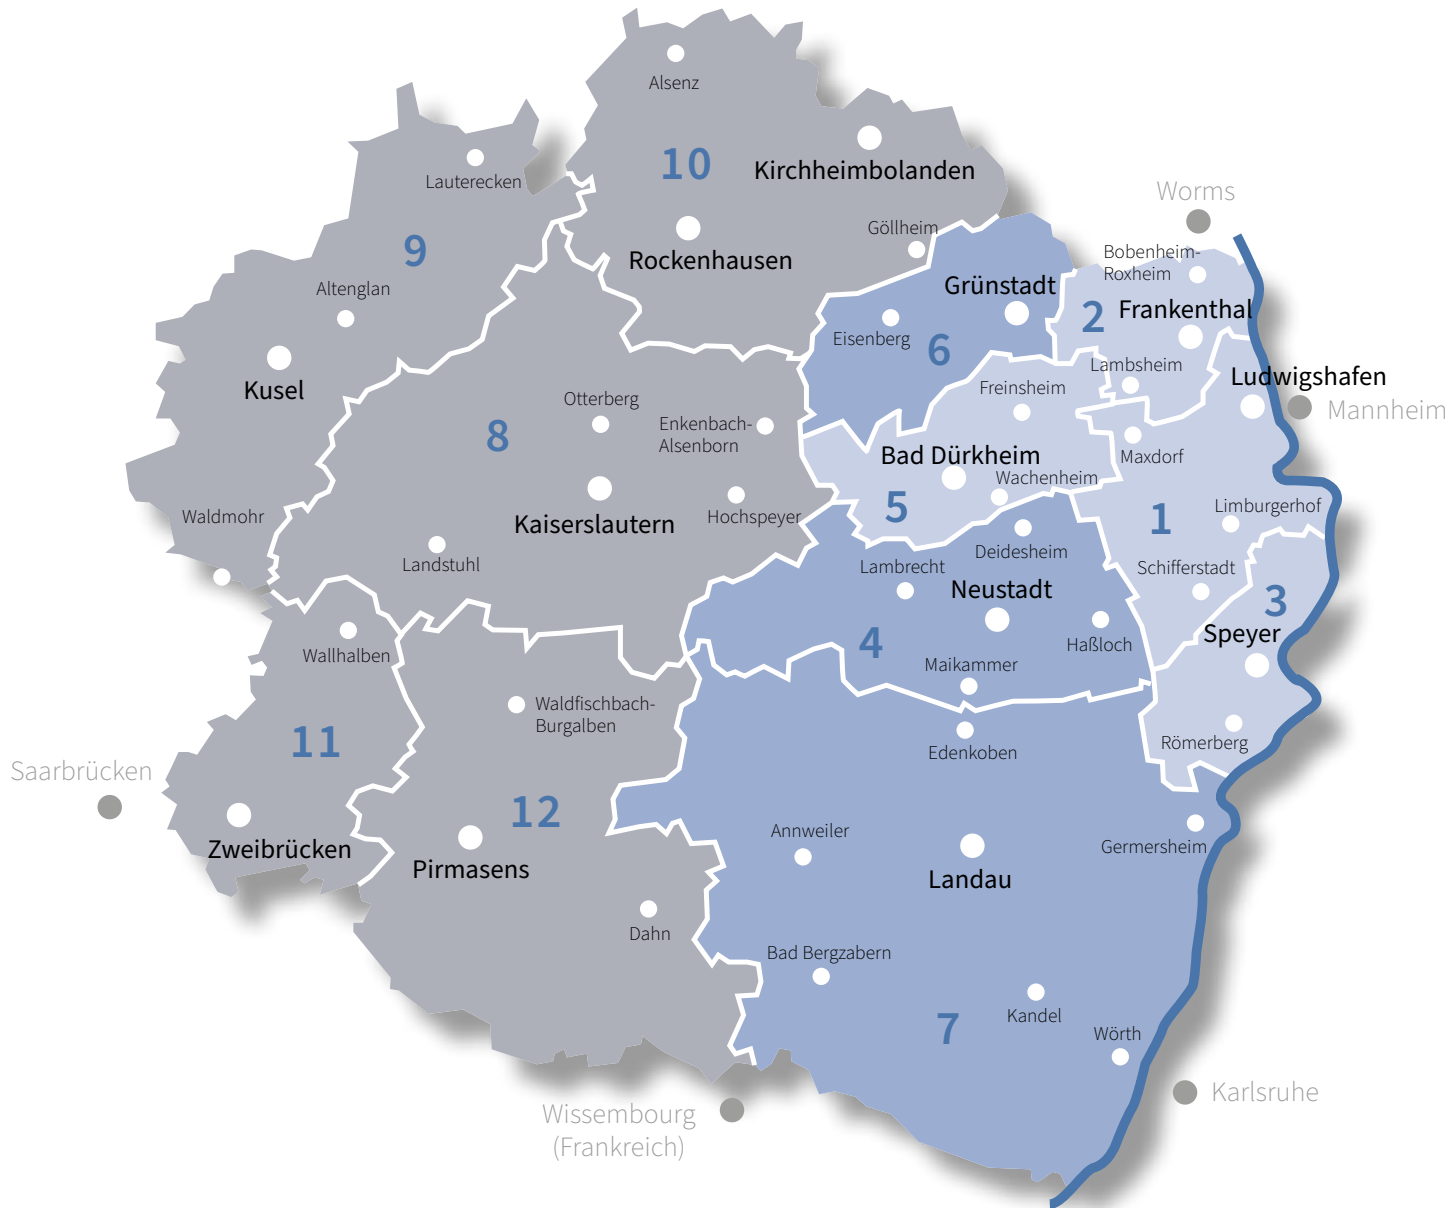 Alsenz
10
Kirchheimbolanden
Lauterecken
Worms
9
Göllheim
Rockenhausen
Bobenheim-
Roxheim
Altenglan
Grünstadt
2
Frankenthal
Eisenberg
6
Kusel
Lambsheim
Ludwigshafen
Freinsheim
Otterberg
Mannheim
8
Enkenbach-
Alsenborn
Bad Dürkheim
Maxdorf
Wachenheim
5
Waldmohr
Kaiserslautern
Hochspeyer
1
Limburgerhof
Deidesheim
Landstuhl
Lambrecht
Schifferstadt
Neustadt
3
Speyer
4
Haßloch
Wallhalben
Maikammer
Waldfischbach-
Burgalben
11
Römerberg
Edenkoben
Saarbrücken
12
Annweiler
Germersheim
Zweibrücken
Pirmasens
Landau
Dahn
Bad Bergzabern
Kandel
7
Wörth
Karlsruhe
Wissembourg
(Frankreich)